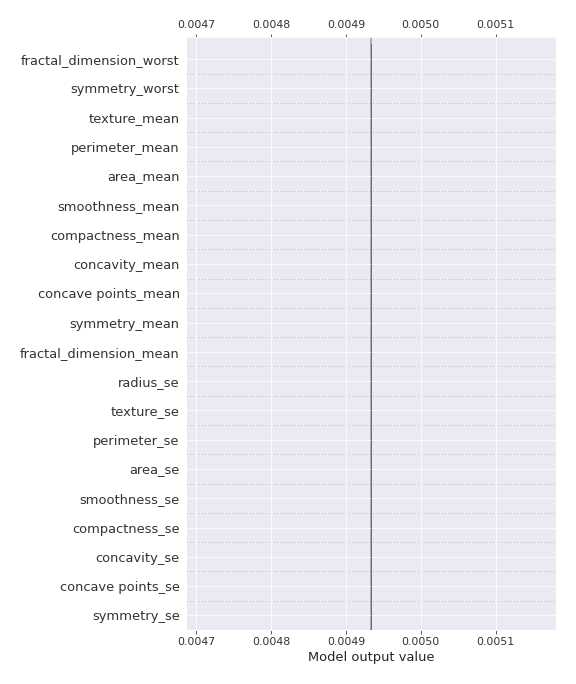 0.0047 0.0048 0.0049 0.0050 0.0051
fractal_dimension_worst
symmetry_worst
texture_mean
perimeter_mean
area_mean
smoothness_mean
compactness_mean
concavity_mean
concave points_mean
symmetry_mean
fractal_dimension_mean
radius_se
texture_se
perimeter_se
area_se
smoothness_se
compactness_se
concavity_se
concave points_se
symmetry_se
0.0047 0.0048 0.0049 0.0050 0.0051
Model output value